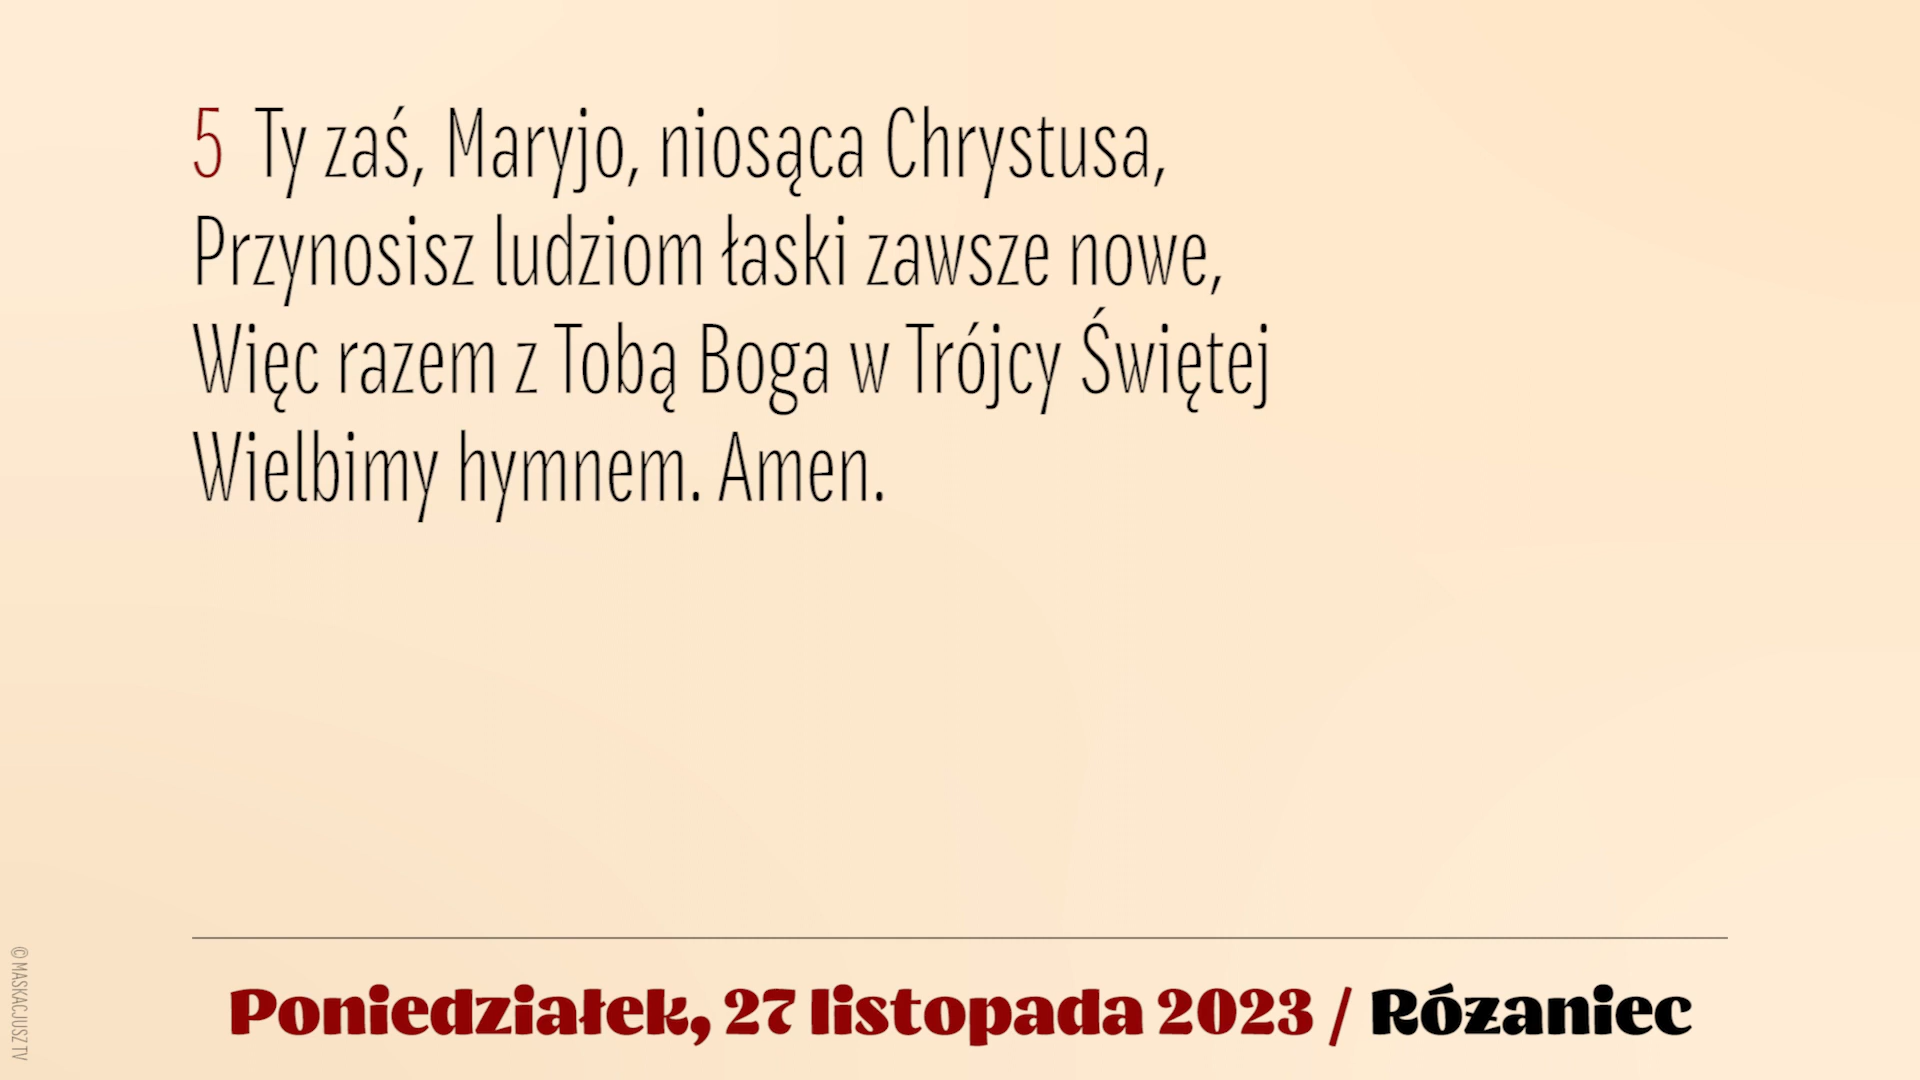 5 Ty zaś, Maryjo, niosąca Chrystusa,
Przynosisz ludziom łaski zawsze nowe,
Więc razem z Tobą Boga w Trójcy Świętej
Wielbimy hymnem. Amen.
Poniedziałek, 27 listopada 2023 / Róƶaniec
© MASKACJUSZ TV